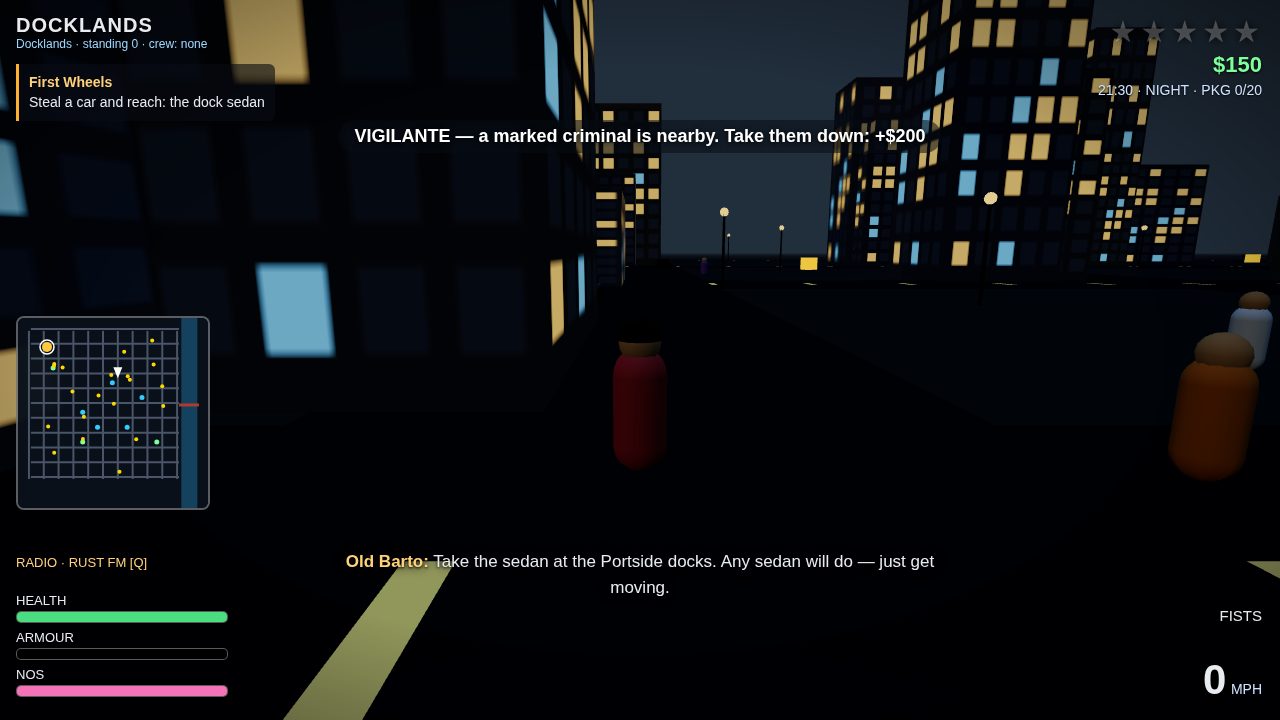 DOCKLANDS
Docklands · standing 0 · crew: none
First Wheels
Steal a car and reach: the dock sedan
★★★★★
$150
21:30 · NIGHT · PKG 0/20
VIGILANTE — a marked criminal is nearby. Take them down: +$200
Old Barto: Take the sedan at the Portside docks. Any sedan will do — just get
moving.
RADIO · RUST FM [Q]
HEALTH
ARMOUR
NOS
FISTS
0 MPH